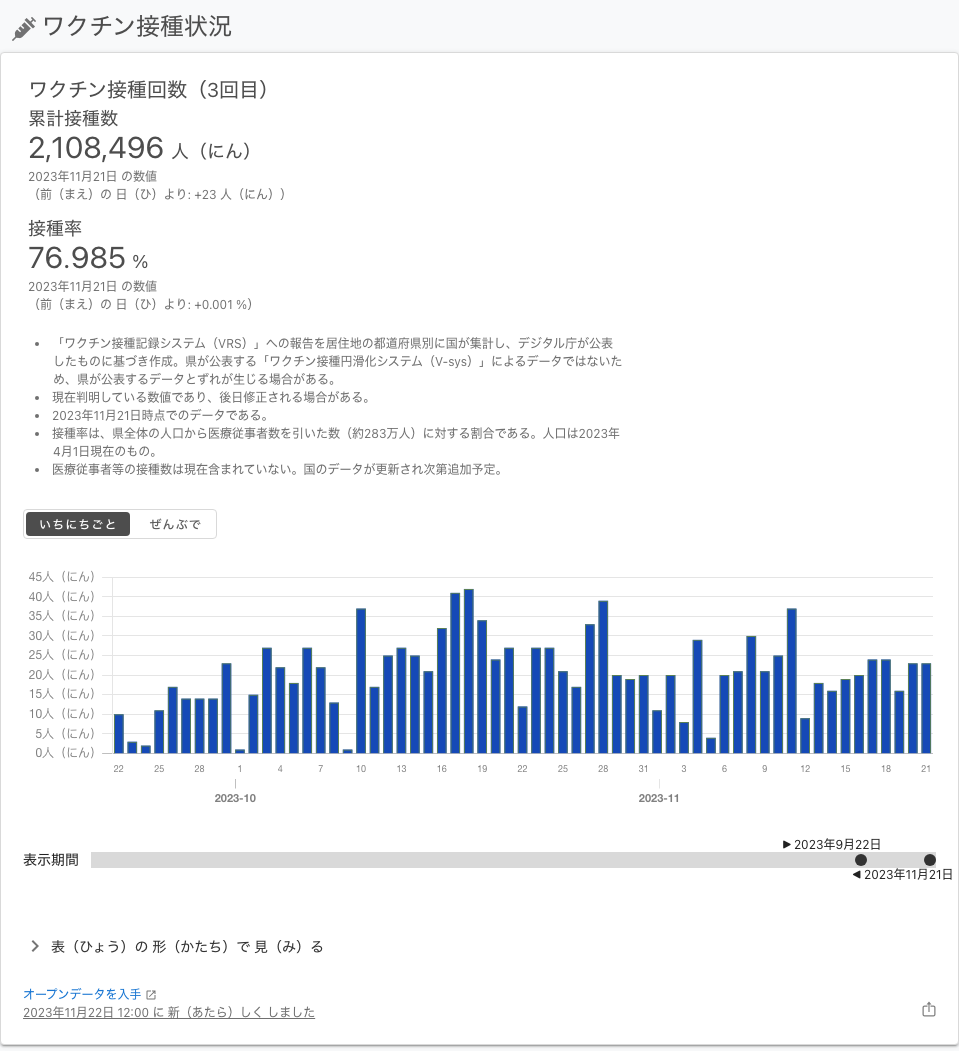 ワクチン接種状況
ワクチン接種回数（3回目）
累計接種数
2,108,496 人（にん）
2023年11月21日 の数値
（前（まえ）の 日（ひ）より: +23 人（にん））
接種率
76.985 %
2023年11月21日 の数値
（前（まえ）の 日（ひ）より: +0.001 %）
• 「ワクチン接種記録システム（VRS）」への報告を居住地の都道府県別に国が集計し、デジタル庁が公表
したものに基づき作成。県が公表する「ワクチン接種円滑化システム（V-sys）」によるデータではないた
め、県が公表するデータとずれが生じる場合がある。
• 現在判明している数値であり、後日修正される場合がある。
• 2023年11月21日時点でのデータである。
• 接種率は、県全体の人口から医療従事者数を引いた数（約283万人）に対する割合である。人口は2023年
4月1日現在のもの。
• 医療従事者等の接種数は現在含まれていない。国のデータが更新され次第追加予定。
いちにちごと ぜんぶで
45人（にん）
40人（にん）
35人（にん）
30人（にん）
25人（にん）
20人（にん）
15人（にん）
10人（にん）
5人（にん）
0人（にん）
22 25 28 1 4 7 10 13 16 19 22 25 28 31 3 6 9 12 15 18 21
2023-10 2023-11
2023年9月22日
表示期間
2023年11月21日
表（ひょう）の 形（かたち）で 見（み）る
オープンデータを入手
2023年11月22日 12:00 に 新（あたら）しく しました